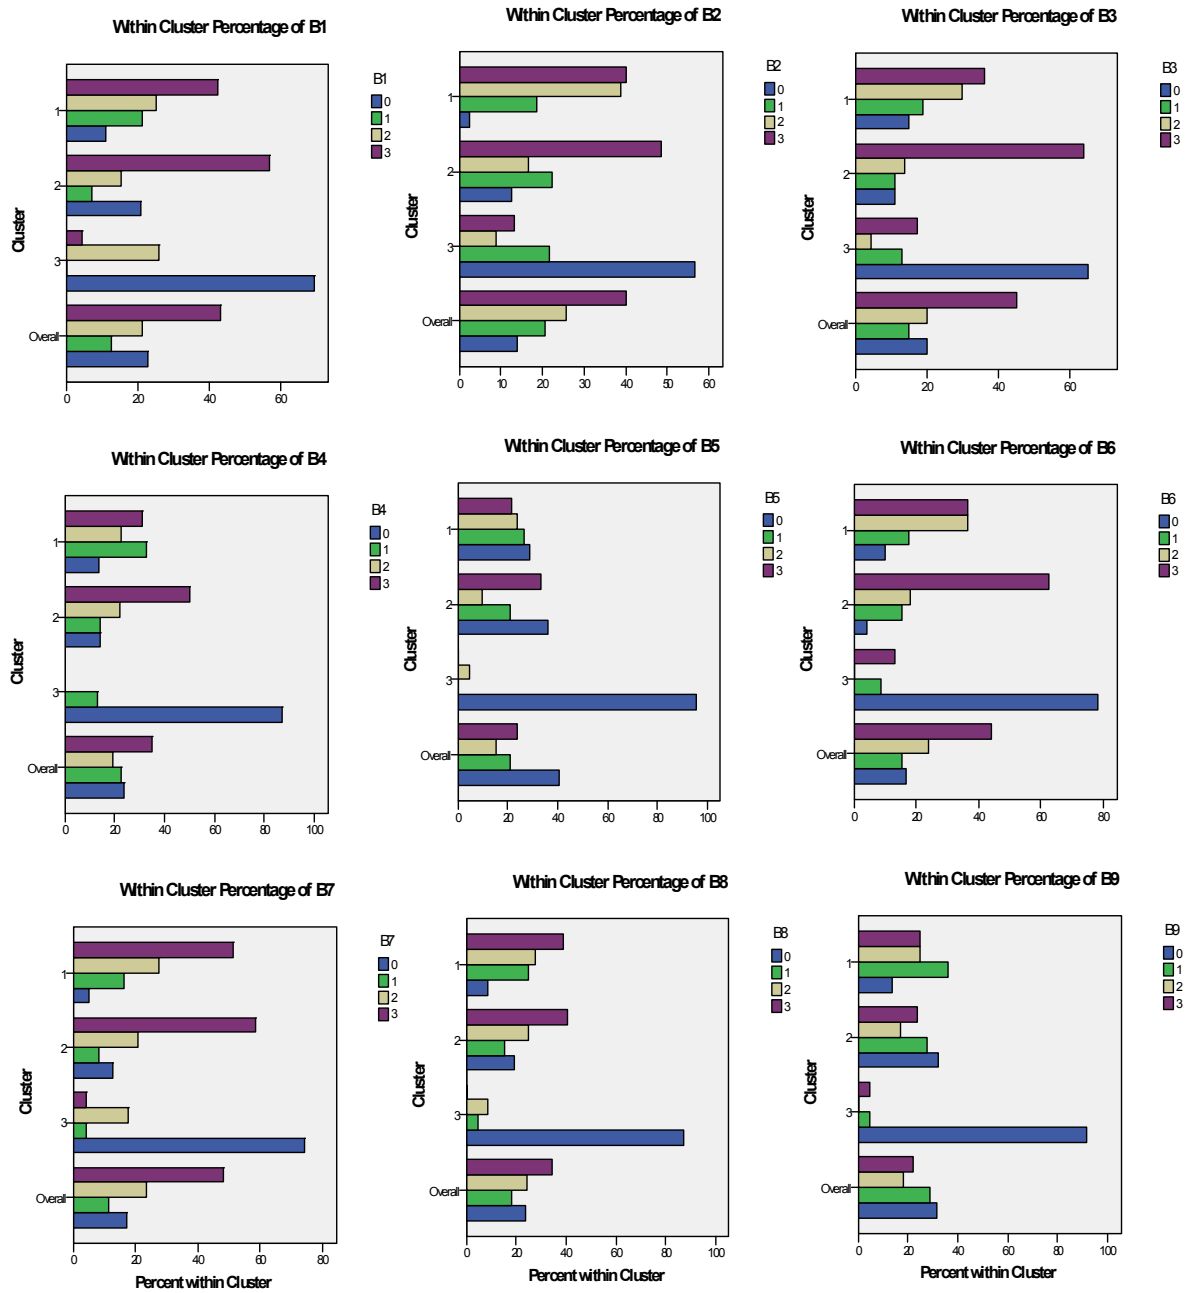 Within Cluster Percentage of B1
B1
0
1
2
3
1
2
3
Overall
Cluster
0 20 40 60
Within Cluster Percentage of B2
B2
0
1
2
3
1
2
3
Overall
Cluster
0 10 20 30 40 50 60
Within Cluster Percentage of B3
B3
0
1
2
3
1
2
3
Overall
Cluster
0 20 40 60
Within Cluster Percentage of B4
B4
0
1
2
3
1
2
3
Overall
Cluster
0 20 40 60 80 100
Within Cluster Percentage of B5
B5
0
1
2
3
1
2
3
Overall
Cluster
0 20 40 60 80 100
Within Cluster Percentage of B6
B6
0
1
2
3
1
2
3
Overall
Cluster
0 20 40 60 80
Within Cluster Percentage of B7
B7
0
1
2
3
1
2
3
Overall
Cluster
0 20 40 60 80
Percent within Cluster
Within Cluster Percentage of B8
B8
0
1
2
3
1
2
3
Overall
Cluster
0 20 40 60 80 100
Percent within Cluster
Within Cluster Percentage of B9
B9
0
1
2
3
1
2
3
Overall
Cluster
0 20 40 60 80 100
Percent within Cluster